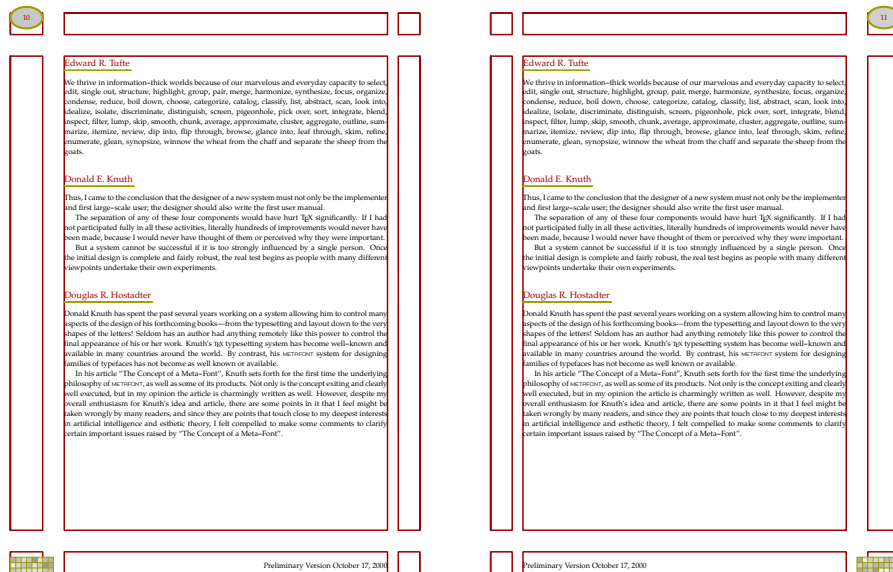 10
Edward R. Tufte
We thrive in information–thick worlds because of our marvelous and everyday capacity to select,
edit, single out, structure, highlight, group, pair, merge, harmonize, synthesize, focus, organize,
condense, reduce, boil down, choose, categorize, catalog, classify, list, abstract, scan, look into,
idealize, isolate, discriminate, distinguish, screen, pigeonhole, pick over, sort, integrate, blend,
inspect, filter, lump, skip, smooth, chunk, average, approximate, cluster, aggregate, outline, sum-
marize, itemize, review, dip into, flip through, browse, glance into, leaf through, skim, refine,
enumerate, glean, synopsize, winnow the wheat from the chaff and separate the sheep from the
goats.
Donald E. Knuth
Thus, I came to the conclusion that the designer of a new system must not only be the implementer
and first large–scale user; the designer should also write the first user manual.
The separation of any of these four components would have hurt TEX significantly. If I had
not participated fully in all these activities, literally hundreds of improvements would never have
been made, because I would never have thought of them or perceived why they were important.
But a system cannot be successful if it is too strongly influenced by a single person. Once
the initial design is complete and fairly robust, the real test begins as people with many different
viewpoints undertake their own experiments.
Douglas R. Hostadter
Donald Knuth has spent the past several years working on a system allowing him to control many
aspects of the design of his forthcoming books—from the typesetting and layout down to the very
shapes of the letters! Seldom has an author had anything remotely like this power to control the
final appearance of his or her work. Knuth's TEX typesetting system has become well–known and
available in many countries around the world. By contrast, his METAFONT system for designing
families of typefaces has not become as well known or available.
In his article "The Concept of a Meta–Font", Knuth sets forth for the first time the underlying
philosophy of METAFONT, as well as some of its products. Not only is the concept exiting and clearly
well executed, but in my opinion the article is charmingly written as well. However, despite my
overall enthusiasm for Knuth's idea and article, there are some points in it that I feel might be
taken wrongly by many readers, and since they are points that touch close to my deepest interests
in artificial intelligence and esthetic theory, I felt compelled to make some comments to clarify
certain important issues raised by "The Concept of a Meta–Font".
Preliminary Version October 17, 2000
11
Edward R. Tufte
We thrive in information–thick worlds because of our marvelous and everyday capacity to select,
edit, single out, structure, highlight, group, pair, merge, harmonize, synthesize, focus, organize,
condense, reduce, boil down, choose, categorize, catalog, classify, list, abstract, scan, look into,
idealize, isolate, discriminate, distinguish, screen, pigeonhole, pick over, sort, integrate, blend,
inspect, filter, lump, skip, smooth, chunk, average, approximate, cluster, aggregate, outline, sum-
marize, itemize, review, dip into, flip through, browse, glance into, leaf through, skim, refine,
enumerate, glean, synopsize, winnow the wheat from the chaff and separate the sheep from the
goats.
Donald E. Knuth
Thus, I came to the conclusion that the designer of a new system must not only be the implementer
and first large–scale user; the designer should also write the first user manual.
The separation of any of these four components would have hurt TEX significantly. If I had
not participated fully in all these activities, literally hundreds of improvements would never have
been made, because I would never have thought of them or perceived why they were important.
But a system cannot be successful if it is too strongly influenced by a single person. Once
the initial design is complete and fairly robust, the real test begins as people with many different
viewpoints undertake their own experiments.
Douglas R. Hostadter
Donald Knuth has spent the past several years working on a system allowing him to control many
aspects of the design of his forthcoming books—from the typesetting and layout down to the very
shapes of the letters! Seldom has an author had anything remotely like this power to control the
final appearance of his or her work. Knuth's TEX typesetting system has become well–known and
available in many countries around the world. By contrast, his METAFONT system for designing
families of typefaces has not become as well known or available.
In his article "The Concept of a Meta–Font", Knuth sets forth for the first time the underlying
philosophy of METAFONT, as well as some of its products. Not only is the concept exiting and clearly
well executed, but in my opinion the article is charmingly written as well. However, despite my
overall enthusiasm for Knuth's idea and article, there are some points in it that I feel might be
taken wrongly by many readers, and since they are points that touch close to my deepest interests
in artificial intelligence and esthetic theory, I felt compelled to make some comments to clarify
certain important issues raised by "The Concept of a Meta–Font".
Preliminary Version October 17, 2000